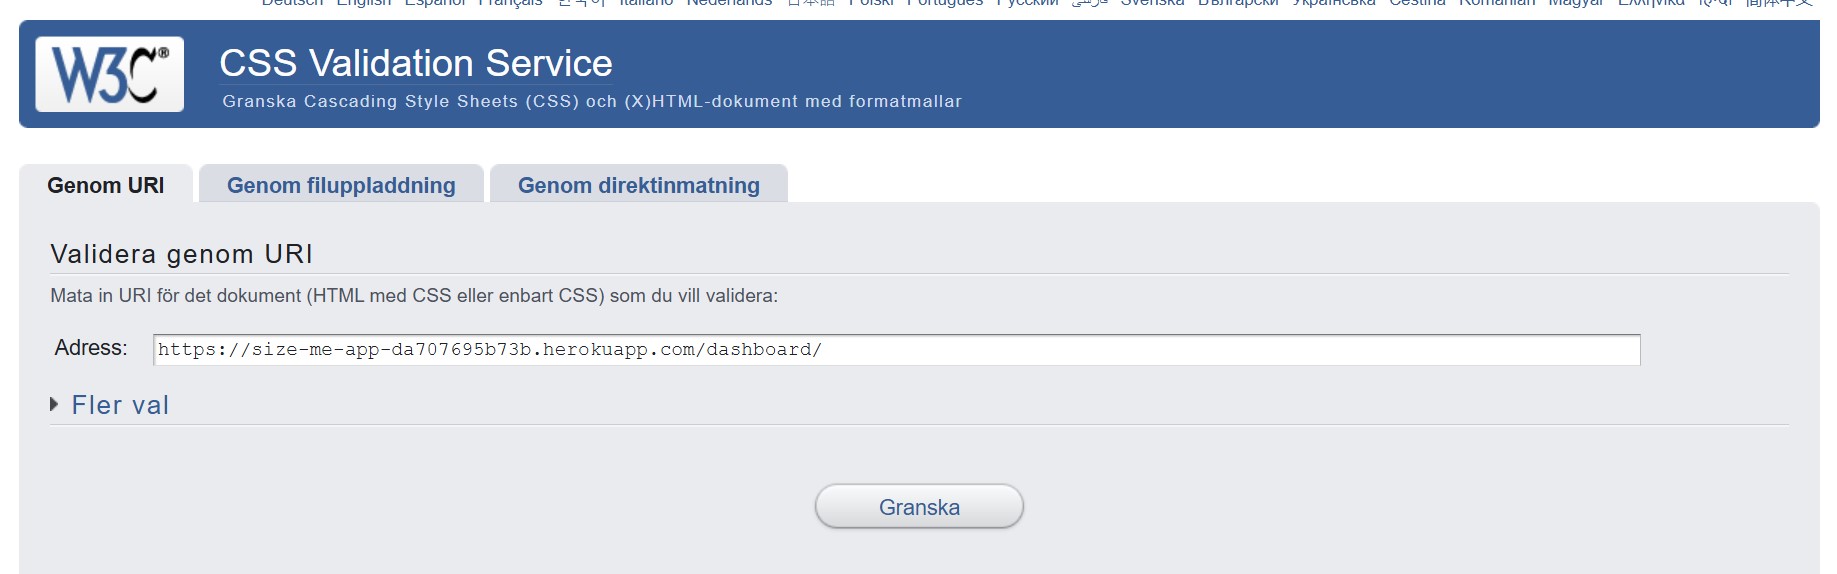 Deutsch English Español Français 한국어 Italiano Nederlands 日本語 Polski Português Русский فارسی Svenska Български Українська Čeština Romanian Magyar Ελληνικά हिन्दी 简体中文
W3C®
CSS Validation Service
Granska Cascading Style Sheets (CSS) och (X)HTML-dokument med formatmallar
Genom URI
Genom filuppladdning
Genom direktinmatning
Validera genom URI
Mata in URI för det dokument (HTML med CSS eller enbart CSS) som du vill validera:
Adress: https://size-me-app-da707695b73b.herokuapp.com/dashboard/
Fler val
Granska